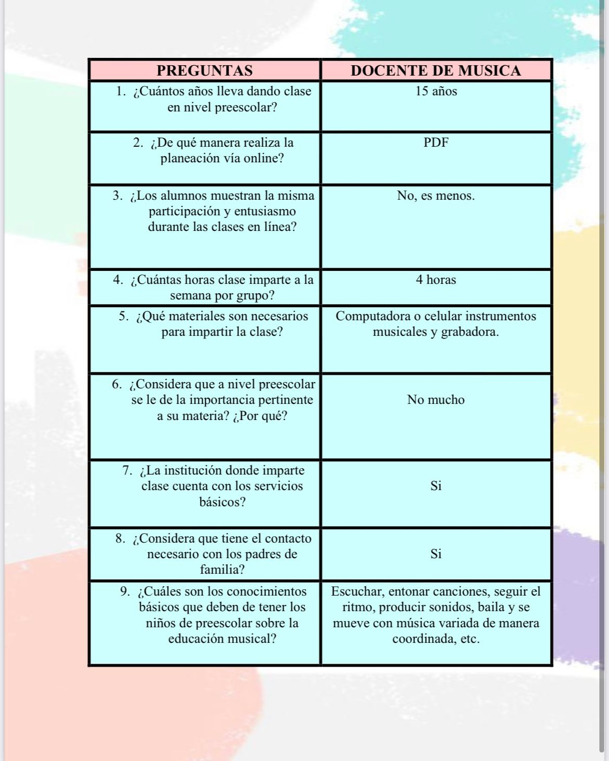 PREGUNTAS
DOCENTE DE MUSICA
1. ¿Cuántos años lleva dando clase
en nivel preescolar?
15 años
2. ¿De qué manera realiza la
planeación vía online?
PDF
3. ¿Los alumnos muestran la misma
participación y entusiasmo
durante las clases en línea?
No, es menos.
4. ¿Cuántas horas clase imparte a la
semana por grupo?
4 horas
5. ¿Qué materiales son necesarios
para impartir la clase?
Computadora o celular instrumentos
musicales y grabadora.
6. ¿Considera que a nivel preescolar
se le de la importancia pertinente
a su materia? ¿Por qué?
No mucho
7. ¿La institución donde imparte
clase cuenta con los servicios
básicos?
Si
8. ¿Considera que tiene el contacto
necesario con los padres de
familia?
Si
9. ¿Cuáles son los conocimientos
básicos que deben de tener los
niños de preescolar sobre la
educación musical?
Escuchar, entonar canciones, seguir el
ritmo, producir sonidos, baila y se
mueve con música variada de manera
coordinada, etc.